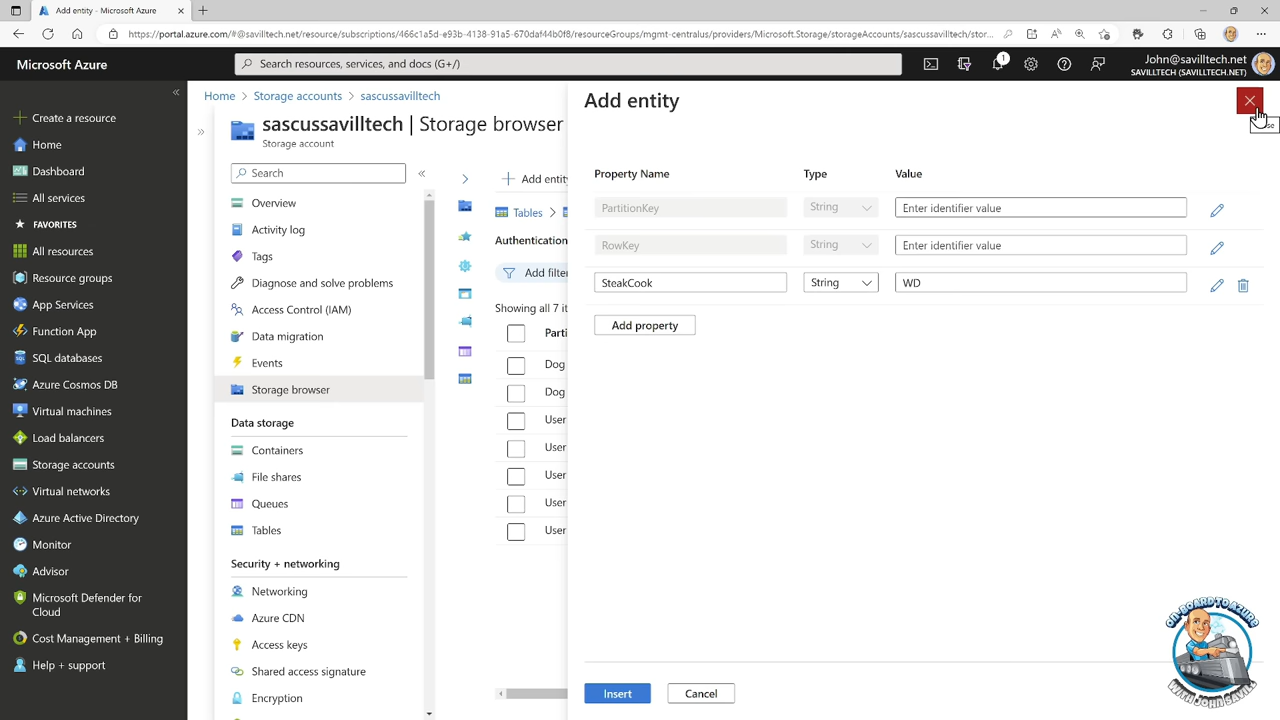 Add entity - Microsoft Azure
https://portal.azure.com/#@savilltech.net/resource/subscriptions/466c1a5d-e93b-4138-91a5-670daf44b0f8/resourceGroups/mgmt-centralus/providers/Microsoft.Storage/storageAccounts/sascussavilltech/stor...
Microsoft Azure
Search resources, services, and docs (G+/)
1
John@savilltech.net
SAVILLTECH (SAVILLTECH.NET)
Create a resource
Home
Dashboard
All services
FAVORITES
All resources
Resource groups
App Services
Function App
SQL databases
Azure Cosmos DB
Virtual machines
Load balancers
Storage accounts
Virtual networks
Azure Active Directory
Monitor
Advisor
Microsoft Defender for
Cloud
Cost Management + Billing
Help + support
Home > Storage accounts > sascussavilltech
sascussavilltech | Storage browser
Storage account
Search
Overview
Activity log
Tags
Diagnose and solve problems
Access Control (IAM)
Data migration
Events
Storage browser
Data storage
Containers
File shares
Queues
Tables
Security + networking
Networking
Azure CDN
Access keys
Shared access signature
Encryption
Add entity
Tables >
Authentication
Add filter
Showing all 7 it
Parti
Dog
Dog
User
User
User
User
User
Add entity
Property Name Type Value
PartitionKey String Enter identifier value
RowKey String Enter identifier value
SteakCook String WD
Add property
Insert Cancel
ON-BOARD TO AZURE
WITH JOHN SAVILL